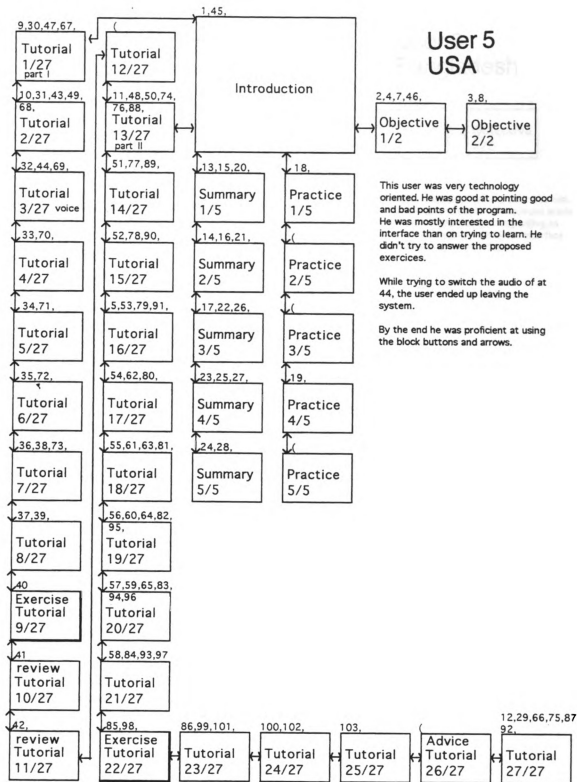 User 5
USA
1,45,
Introduction
9,30,47,67,
Tutorial
1/27
part I
10,31,43,49,
68,
Tutorial
2/27
32,44,69,
Tutorial
3/27 voice
33,70,
Tutorial
4/27
34,71,
Tutorial
5/27
35,72,
Tutorial
6/27
36,38,73,
Tutorial
7/27
37,39,
Tutorial
8/27
40
Exercise
Tutorial
9/27
41
review
Tutorial
10/27
42,
review
Tutorial
11/27
(
Tutorial
12/27
11,48,50,74,
76,88,
Tutorial
13/27
part II
51,77,89,
Tutorial
14/27
52,78,90,
Tutorial
15/27
5,53,79,91,
Tutorial
16/27
54,62,80,
Tutorial
17/27
55,61,63,81,
Tutorial
18/27
56,60,64,82,
95,
Tutorial
19/27
57,59,65,83,
94,96
Tutorial
20/27
58,84,93,97
Tutorial
21/27
85,98,
Exercise
Tutorial
22/27
86,99,101,
Tutorial
23/27
100,102,
Tutorial
24/27
103,
Tutorial
25/27
(
Advice
Tutorial
26/27
12,29,66,75,87
92,
Tutorial
27/27
13,15,20,
Summary
1/5
14,16,21,
Summary
2/5
17,22,26,
Summary
3/5
23,25,27,
Summary
4/5
24,28,
Summary
5/5
18,
Practice
1/5
(
Practice
2/5
(
Practice
3/5
19,
Practice
4/5
(
Practice
5/5
2,4,7,46,
Objective
1/2
3,8,
Objective
2/2
This user was very technology
oriented. He was good at pointing good
and bad points of the program.
He was mostly interested in the
interface than on trying to learn. He
didn't try to answer the proposed
exercices.
While trying to switch the audio of at
44, the user ended up leaving the
system.
By the end he was proficient at using
the block buttons and arrows.